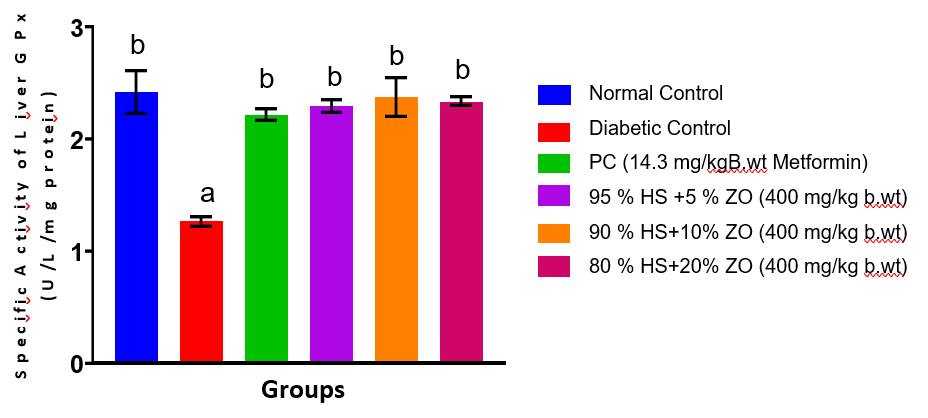 Specific Activity of Liver GPx
(U/L/mg protein)
3
2
1
0
b
a
b
b
b
b
Groups
Normal Control
Diabetic Control
PC (14.3 mg/kgB.wt Metformin)
95 % HS +5 % ZO (400 mg/kg b.wt)
90 % HS+10% ZO (400 mg/kg b.wt)
80 % HS+20% ZO (400 mg/kg b.wt)